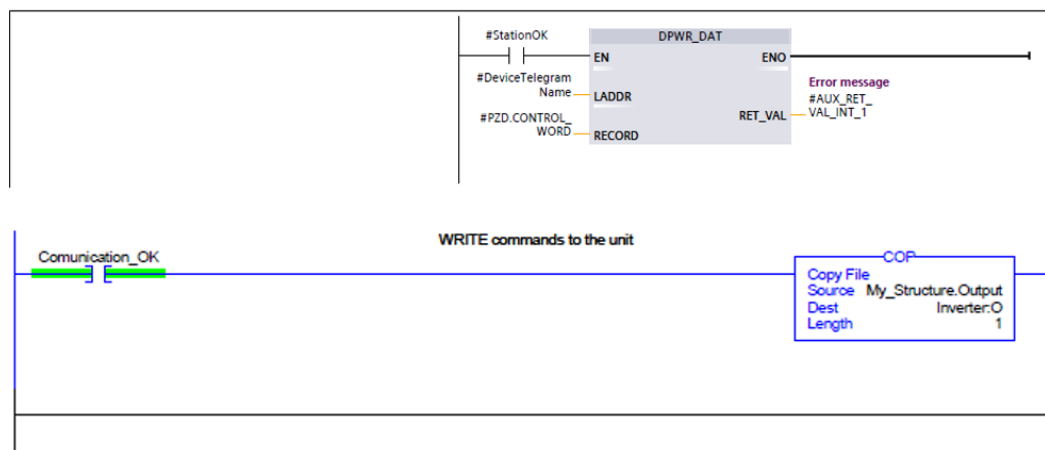 #StationOK
DPWR_DAT
EN
ENO
#DeviceTelegram
Name
LADDR
Error message
#AUX_RET_
VAL_INT_1
RET_VAL
#PZD.CONTROL_
WORD
RECORD
WRITE commands to the unit
Comunication_OK
COP
Copy File
Source My_Structure.Output
Dest Inverter:O
Length 1